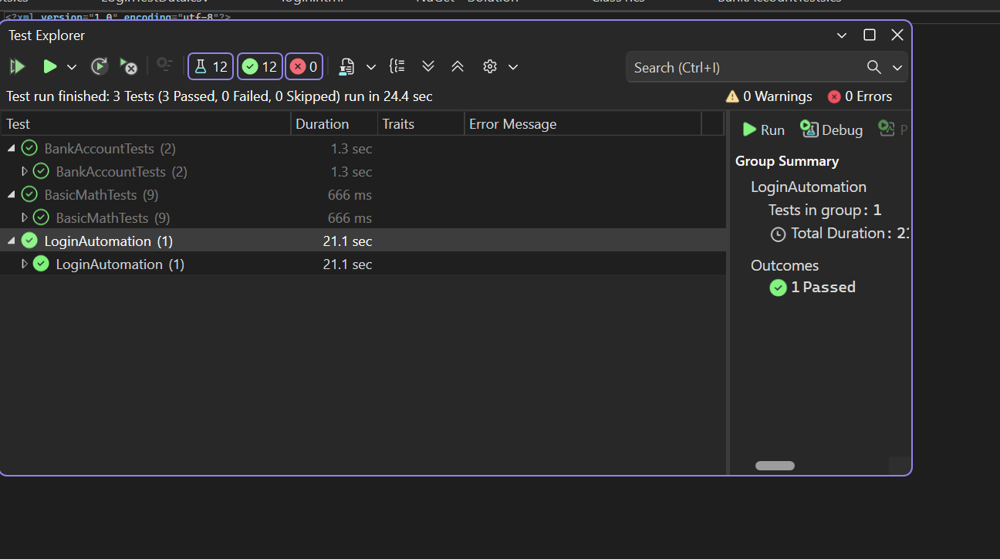 <?xml version="1.0" encoding="utf-8"?>
Test Explorer
12 12 0
Search (Ctrl+I)
Test run finished: 3 Tests (3 Passed, 0 Failed, 0 Skipped) run in 24.4 sec
0 Warnings 0 Errors
Test Duration Traits Error Message
Run Debug P
BankAccountTests (2) 1.3 sec
BankAccountTests (2) 1.3 sec
BasicMathTests (9) 666 ms
BasicMathTests (9) 666 ms
LoginAutomation (1) 21.1 sec
LoginAutomation (1) 21.1 sec
Group Summary
LoginAutomation
Tests in group: 1
Total Duration: 21
Outcomes
1 Passed